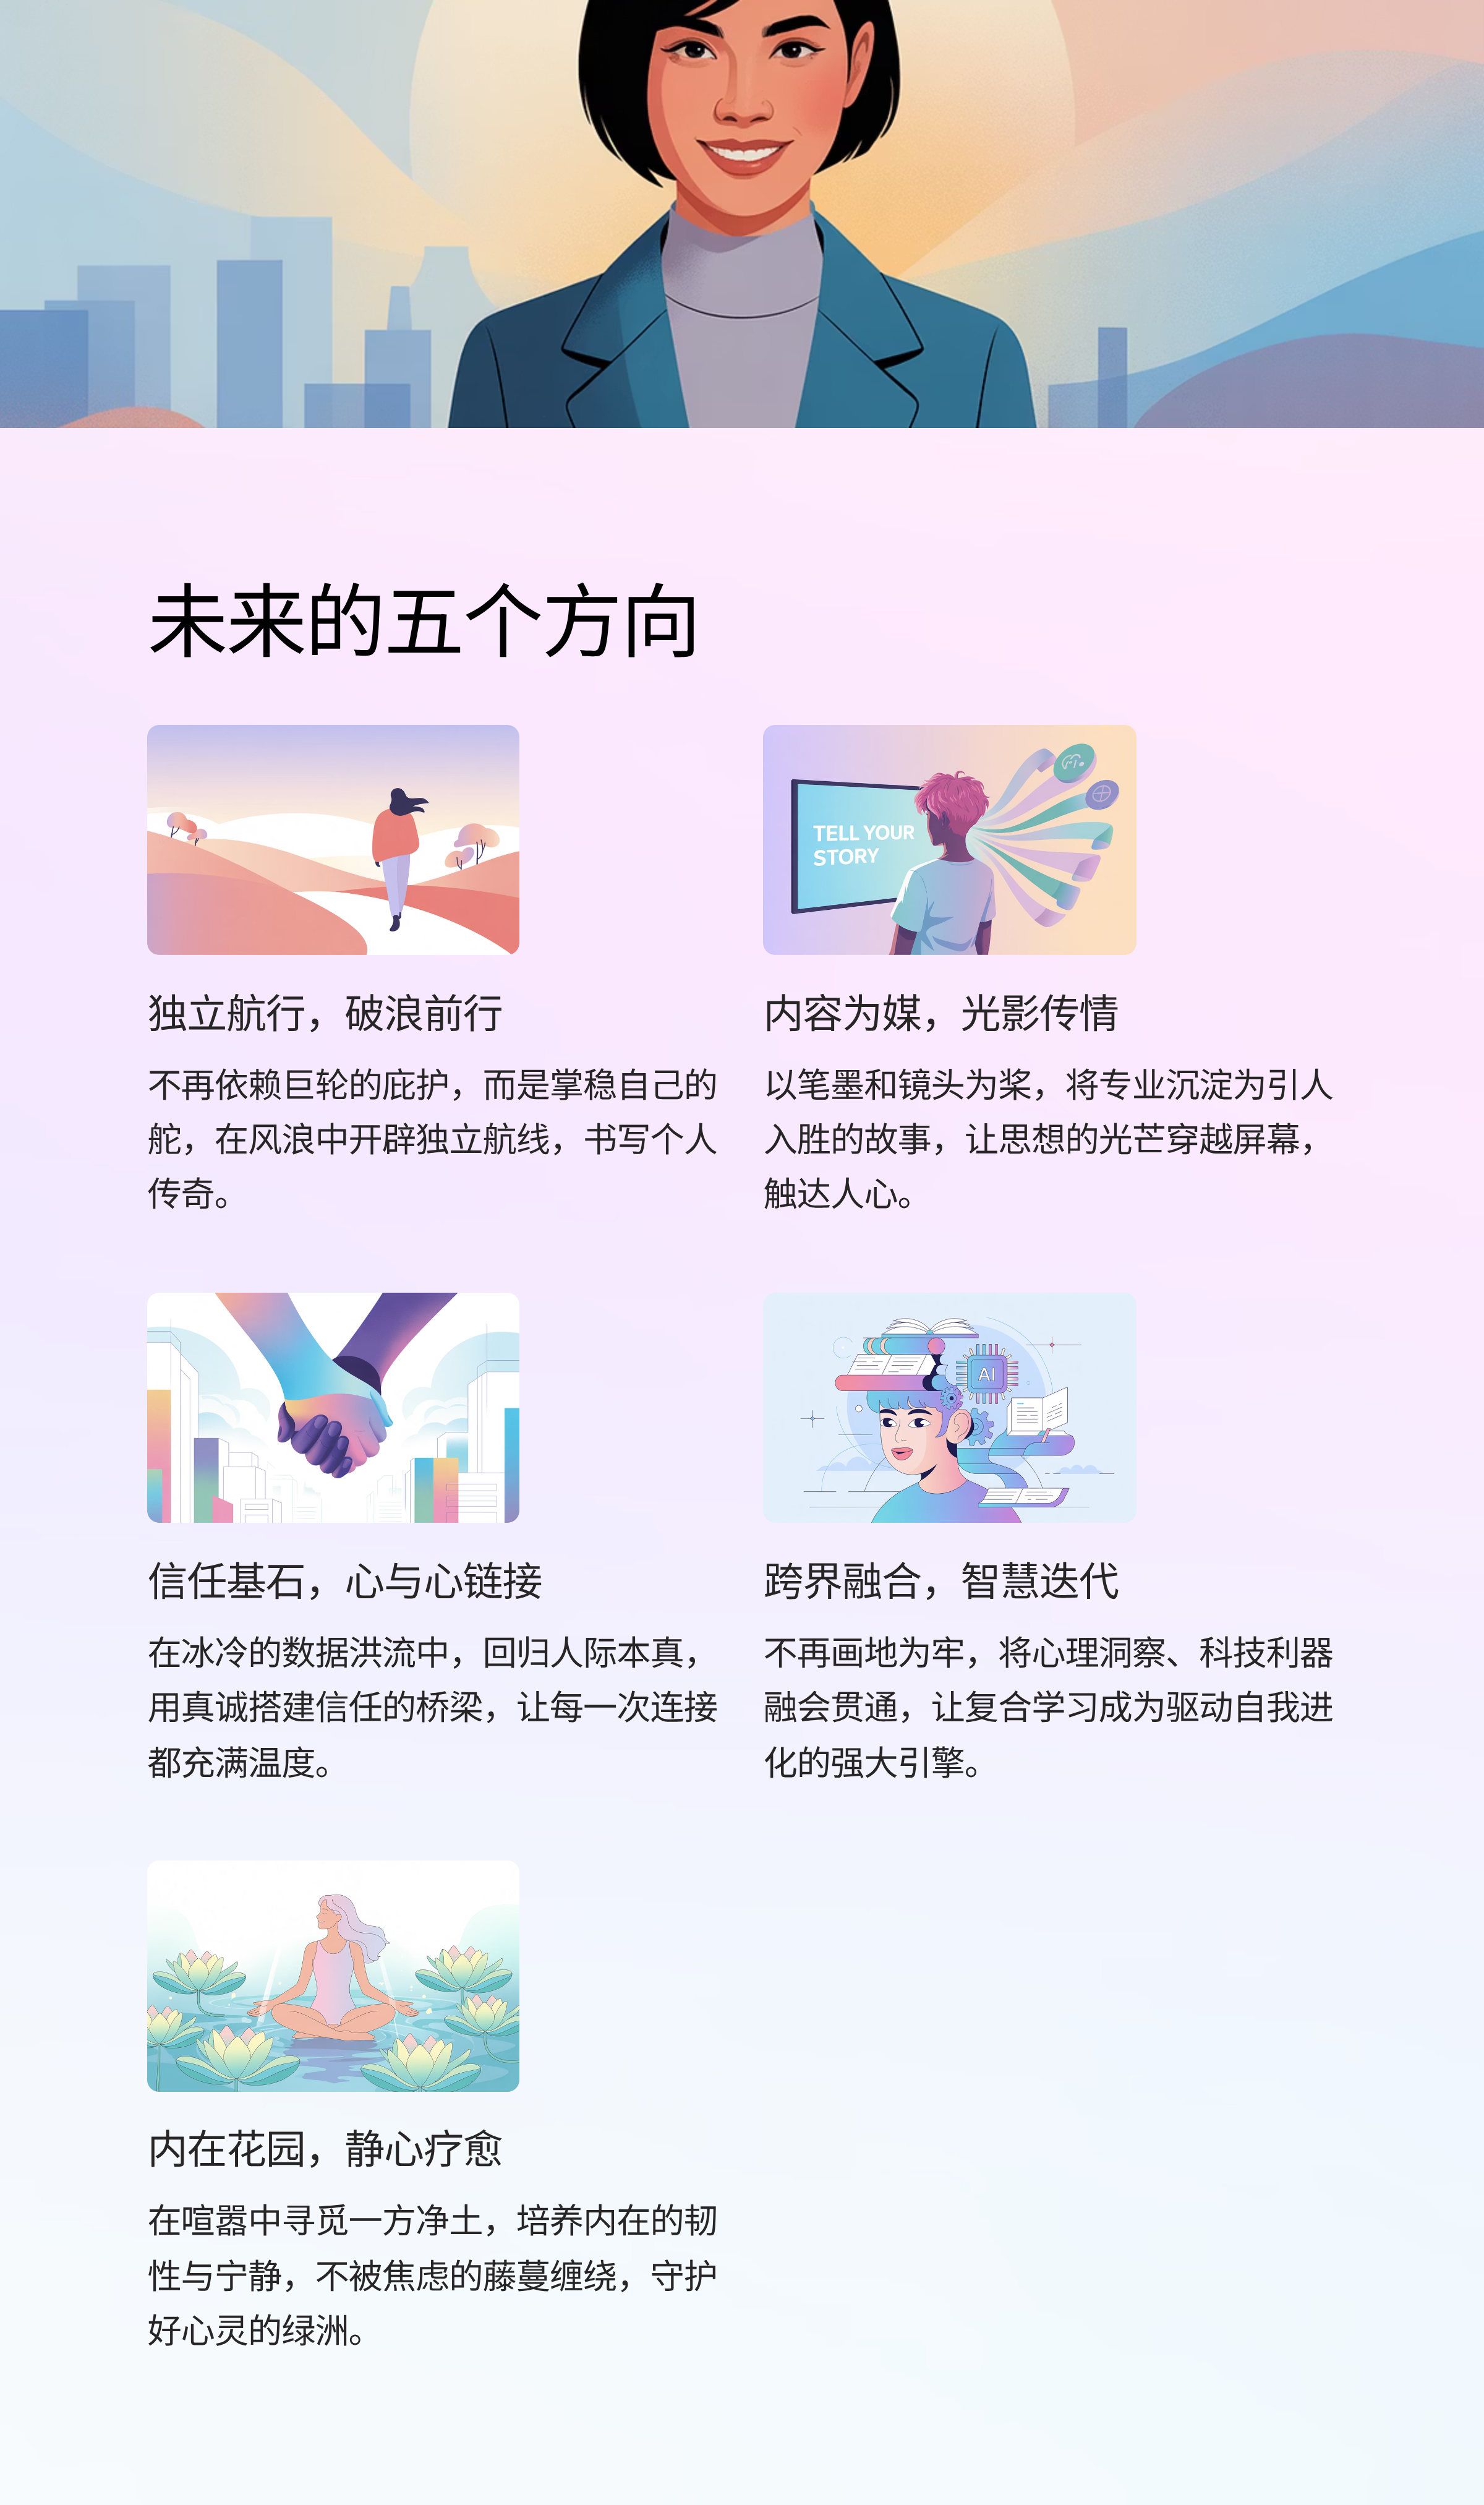 未来的五个方向
TELL YOUR
STORY
独立航行，破浪前行
不再依赖巨轮的庇护，而是掌稳自己的
舵，在风浪中开辟独立航线，书写个人
传奇。
内容为媒，光影传情
以笔墨和镜头为桨，将专业沉淀为引人
入胜的故事，让思想的光芒穿越屏幕，
触达人心。
AI
信任基石，心与心链接
在冰冷的数据洪流中，回归人际本真，
用真诚搭建信任的桥梁，让每一次连接
都充满温度。
跨界融合，智慧迭代
不再画地为牢，将心理洞察、科技利器
融会贯通，让复合学习成为驱动自我进
化的强大引擎。
内在花园，静心疗愈
在喧嚣中寻觅一方净土，培养内在的韧
性与宁静，不被焦虑的藤蔓缠绕，守护
好心灵的绿洲。